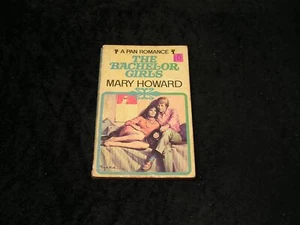 A PAN ROMANCE
THE
BACHELOR
GIRLS
MARY HOWARD